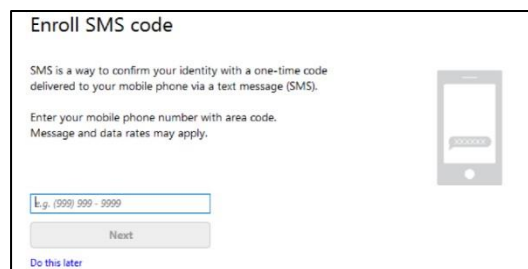 Enroll SMS code
SMS is a way to confirm your identity with a one-time code
delivered to your mobile phone via a text message (SMS).
Enter your mobile phone number with area code.
Message and data rates may apply.
xxxxxx
e.g. (999) 999 - 9999
Next
Do this later